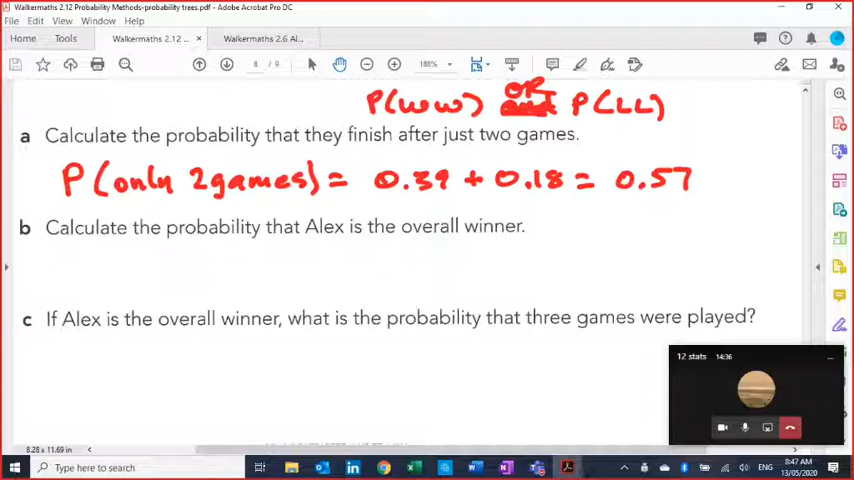 Walkermaths 2.12 Probability Methods-probability trees.pdf - Adobe Acrobat Pro DC
File Edit View Window Help
Home Tools Walkermaths 2.12 ... × Walkermaths 2.6 Al...
8 / 9 188%
P(WW) OR P(LL)
a Calculate the probability that they finish after just two games.
P(only 2games) = 0.39 + 0.18 = 0.57
b Calculate the probability that Alex is the overall winner.
c If Alex is the overall winner, what is the probability that three games were played?
12 stats 14:36
8.28 x 11.69 in
Type here to search
ENG
8:47 AM
13/05/2020